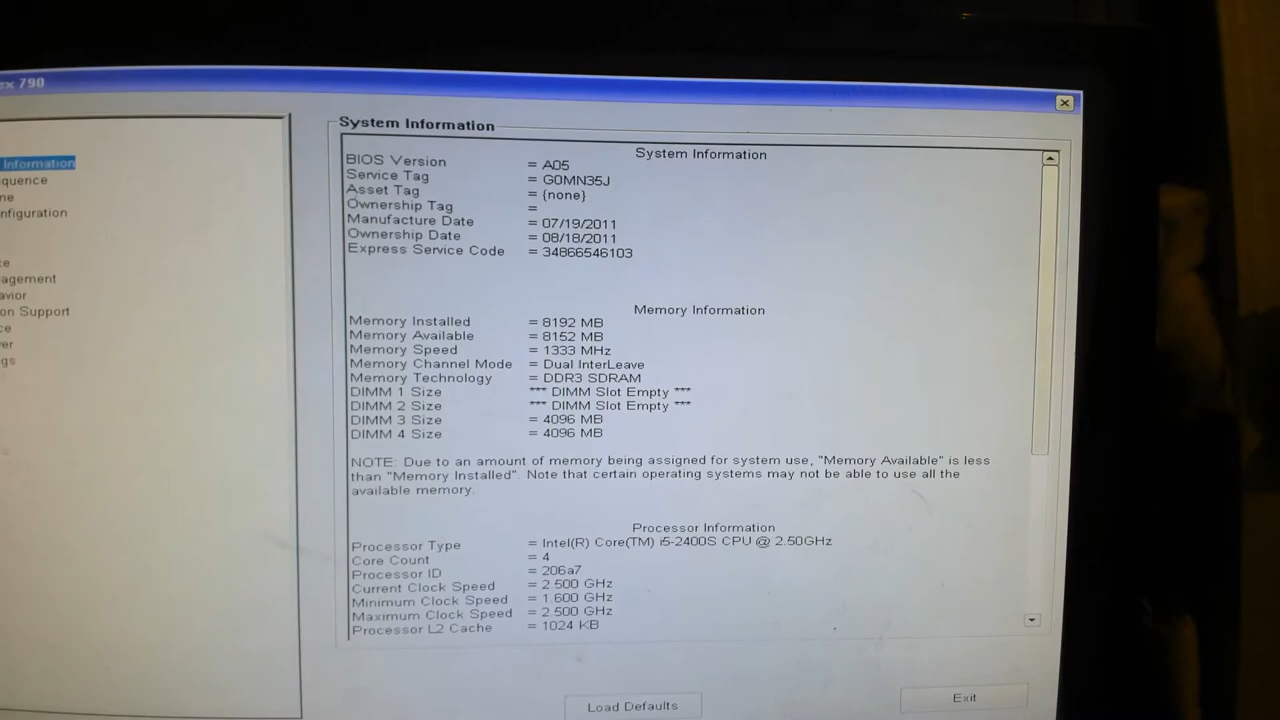 ex 790
Information
quence
ne
nfiguration
ce
agement
avior
on Support
ce
er
gs
System Information
System Information
BIOS Version = A05
Service Tag = G0MN35J
Asset Tag = {none}
Ownership Tag =
Manufacture Date = 07/19/2011
Ownership Date = 08/18/2011
Express Service Code = 34866546103
Memory Information
Memory Installed = 8192 MB
Memory Available = 8152 MB
Memory Speed = 1333 MHz
Memory Channel Mode = Dual InterLeave
Memory Technology = DDR3 SDRAM
DIMM 1 Size *** DIMM Slot Empty ***
DIMM 2 Size *** DIMM Slot Empty ***
DIMM 3 Size = 4096 MB
DIMM 4 Size = 4096 MB
NOTE: Due to an amount of memory being assigned for system use, "Memory Available" is less
than "Memory Installed". Note that certain operating systems may not be able to use all the
available memory.
Processor Information
Processor Type = Intel(R) Core(TM) i5-2400S CPU @ 2.50GHz
Core Count = 4
Processor ID = 206a7
Current Clock Speed = 2.500 GHz
Minimum Clock Speed = 1.600 GHz
Maximum Clock Speed = 2.500 GHz
Processor L2 Cache = 1024 KB
Load Defaults
Exit